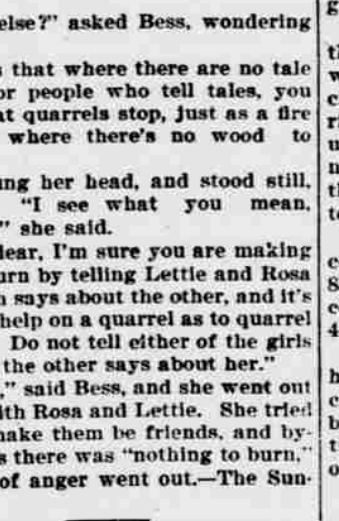 else?" asked Bess, wondering
s that where there are no tale
or people who tell tales, you
at quarrels stop, just as a fire
where there's no wood to
ung her head, and stood still,
"I see what you mean,
" she said.
dear, I'm sure you are making
urn by telling Lettie and Rosa
h says about the other, and it's
help on a quarrel as to quarrel
Do not tell either of the girls
the other says about her."
," said Bess, and she went out
ith Rosa and Lettie. She tried
make them be friends, and by-
s there was "nothing to burn,"
of anger went out.—The Sun-